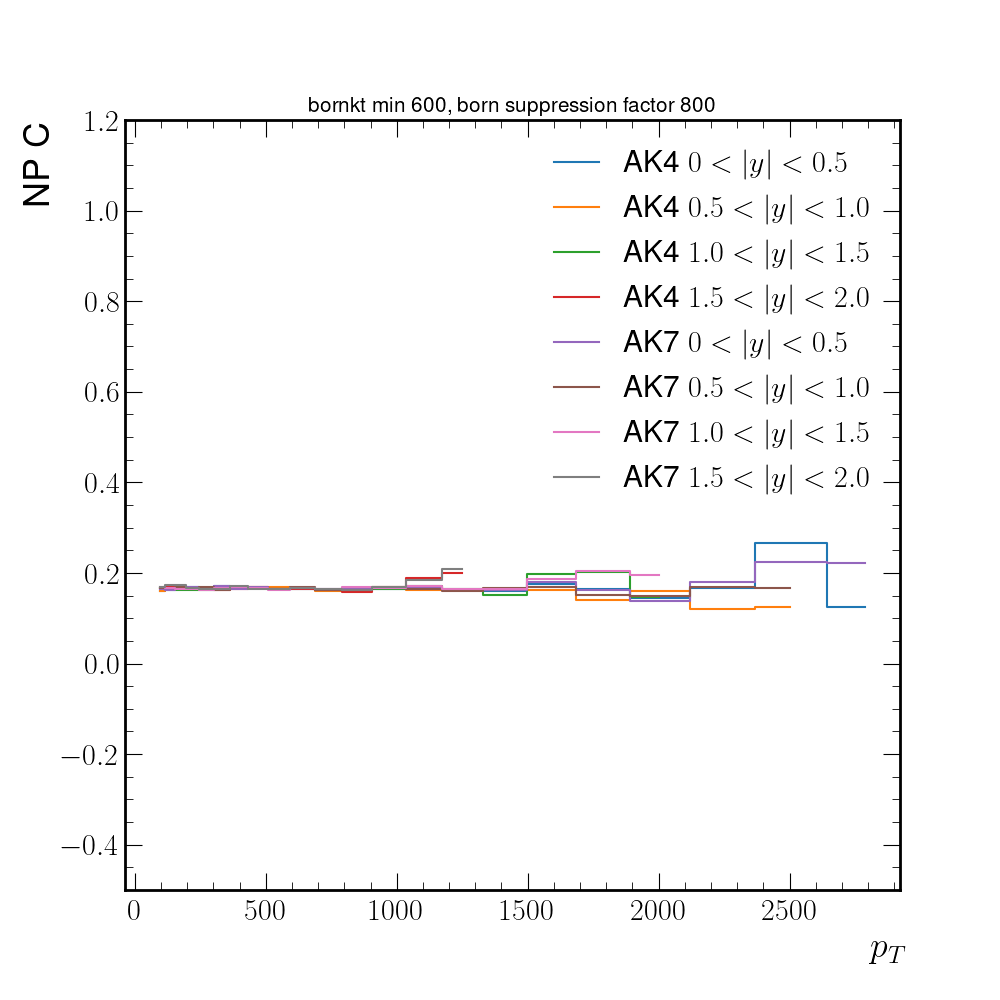 bornkt min 600, born suppression factor 800
NP C
1.2
1.0
0.8
0.6
0.4
0.2
0.0
−0.2
−0.4
AK4 0 < |y| < 0.5
AK4 0.5 < |y| < 1.0
AK4 1.0 < |y| < 1.5
AK4 1.5 < |y| < 2.0
AK7 0 < |y| < 0.5
AK7 0.5 < |y| < 1.0
AK7 1.0 < |y| < 1.5
AK7 1.5 < |y| < 2.0
0 500 1000 1500 2000 2500
p_T